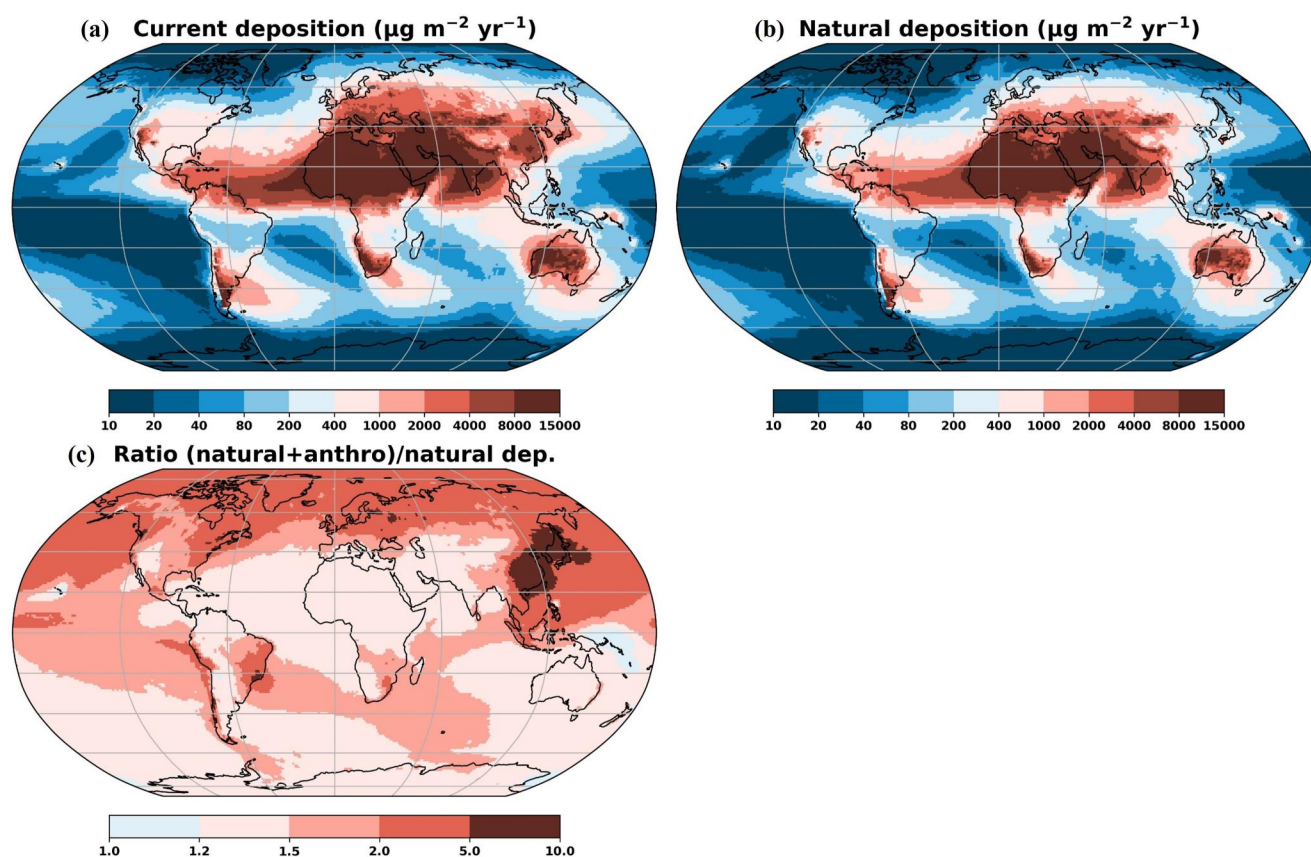 (a) Current deposition (µg m⁻² yr⁻¹)
(b) Natural deposition (µg m⁻² yr⁻¹)
10 20 40 80 200 400 1000 2000 4000 8000 15000
10 20 40 80 200 400 1000 2000 4000 8000 15000
(c) Ratio (natural+anthro)/natural dep.
1.0 1.2 1.5 2.0 5.0 10.0